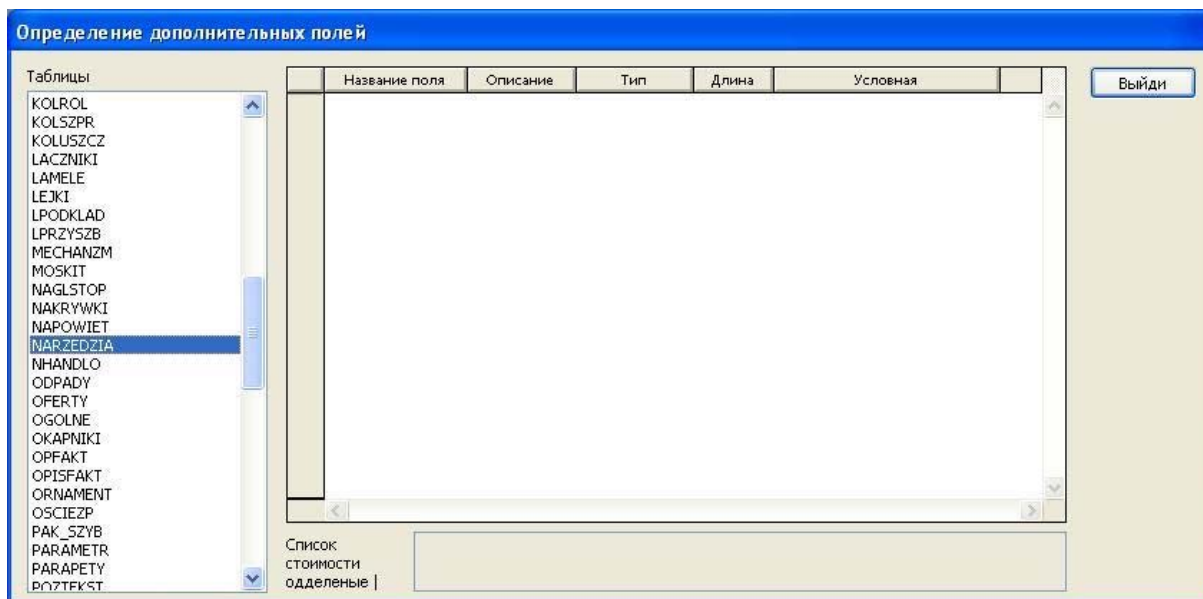 Определение дополнительных полей
Таблицы
Название поля Описание Тип Длина Условная
Выйди
KOLROL
KOLSZPR
KOLUSZCZ
LACZNIKI
LAMELE
LEJKI
LPODKLAD
LPRZYSZB
MECHANZM
MOSKIT
NAGLSTOP
NAKRYWKI
NAPOWIET
NARZEDZIA
NHANDLO
ODPADY
OFERTY
OGOLNE
OKAPNIKI
OPFAKT
OPISFAKT
ORNAMENT
OSCIEZP
PAK_SZYB
PARAMETR
PARAPETY
POZTEKST
Список
стоимости
одделеные |